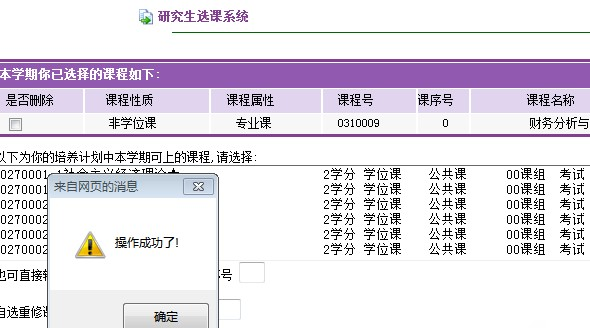 研究生选课系统
本学期你已选择的课程如下:
是否删除 课程性质 课程属性 课程号 课序号 课程名称
非学位课 专业课 0310009 0 财务分析与
以下为你的培养计划中本学期可上的课程,请选择:
0270001 2学分 学位课 公共课 00课组 考试
027000 2学分 学位课 公共课 00课组 考试
0270002 2学分 学位课 公共课 00课组 考试
0270002 2学分 学位课 公共课 00课组 考试
0270002 2学分 学位课 公共课 00课组 考试
0270002 2学分 学位课 公共课 00课组 考试
也可直接 号
自选重修
来自网页的消息
操作成功了!
确定